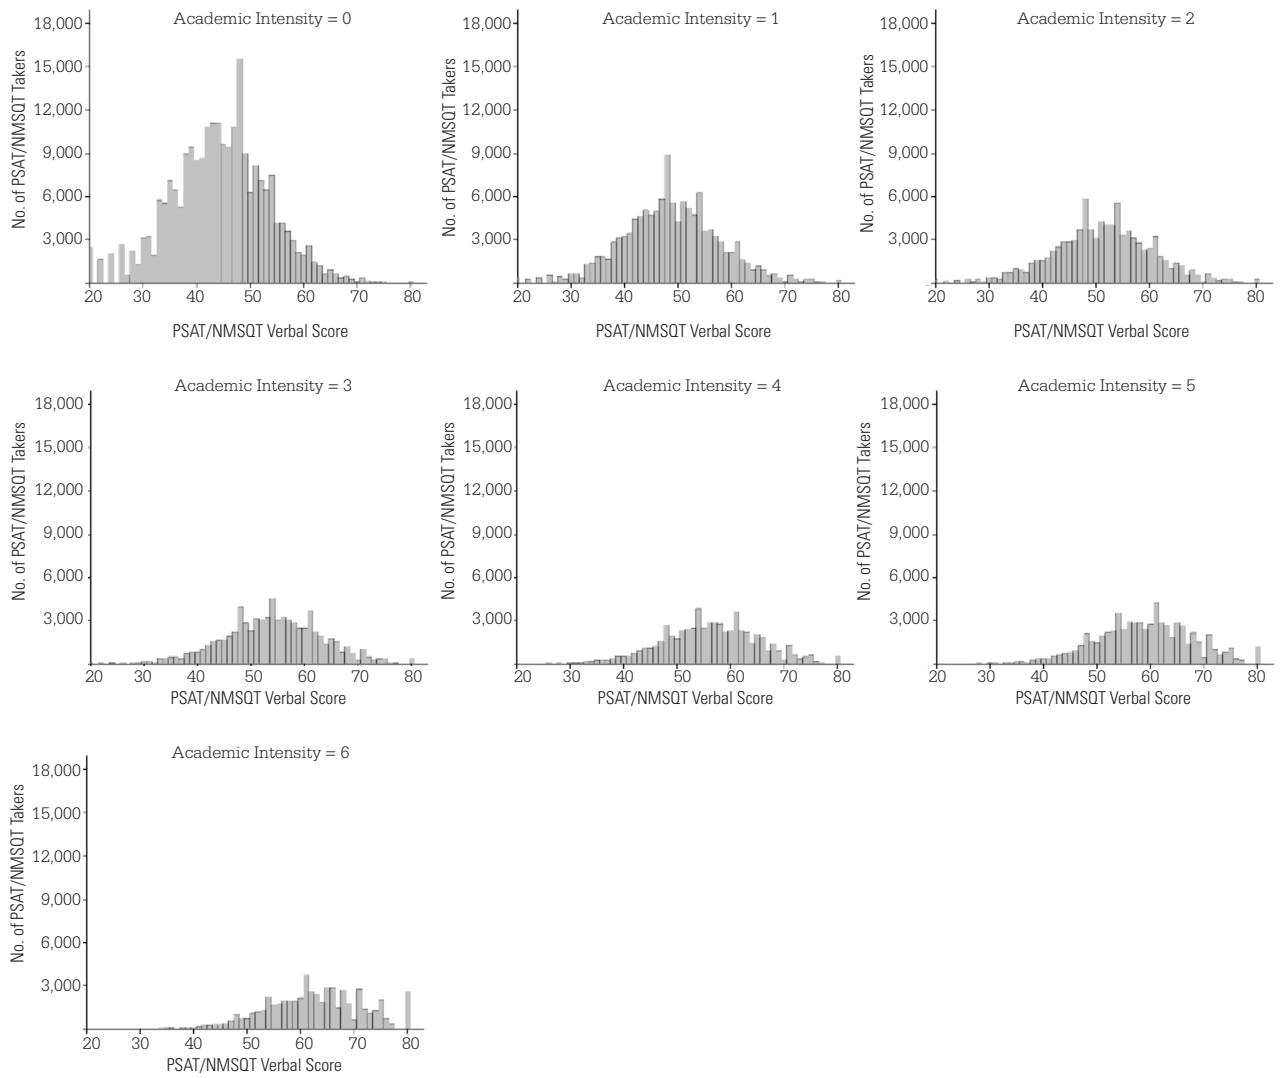 Academic Intensity = 0
No. of PSAT/NMSQT Takers
18,000
15,000
12,000
9,000
6,000
3,000
20 30 40 50 60 70 80
PSAT/NMSQT Verbal Score
Academic Intensity = 1
No. of PSAT/NMSQT Takers
18,000
15,000
12,000
9,000
6,000
3,000
20 30 40 50 60 70 80
PSAT/NMSQT Verbal Score
Academic Intensity = 2
No. of PSAT/NMSQT Takers
18,000
15,000
12,000
9,000
6,000
3,000
20 30 40 50 60 70 80
PSAT/NMSQT Verbal Score
Academic Intensity = 3
No. of PSAT/NMSQT Takers
18,000
15,000
12,000
9,000
6,000
3,000
20 30 40 50 60 70 80
PSAT/NMSQT Verbal Score
Academic Intensity = 4
No. of PSAT/NMSQT Takers
18,000
15,000
12,000
9,000
6,000
3,000
20 30 40 50 60 70 80
PSAT/NMSQT Verbal Score
Academic Intensity = 5
No. of PSAT/NMSQT Takers
18,000
15,000
12,000
9,000
6,000
3,000
20 30 40 50 60 70 80
PSAT/NMSQT Verbal Score
Academic Intensity = 6
No. of PSAT/NMSQT Takers
18,000
15,000
12,000
9,000
6,000
3,000
20 30 40 50 60 70 80
PSAT/NMSQT Verbal Score